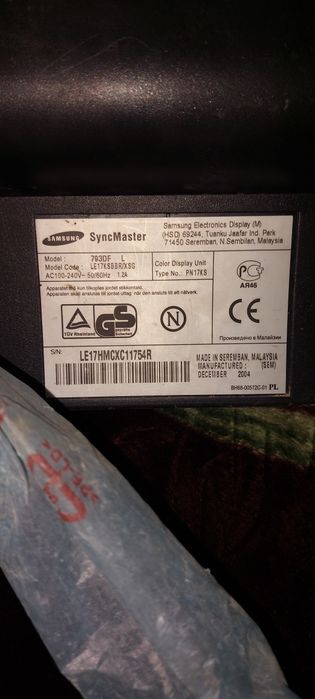 SAMSUNG SyncMaster
Samsung Electronics Display (M)
(HSD) 69244, Tuanku Jaafar Ind. Park
71450 Seremban, N.Sembilan, Malaysia
Model : 793DF L
Model Code : LE17KSBBR/XSG
AC100-240V~ 50/60Hz 1.2A
Color Display Unit
Type No.: PN17KS
Apparatet må kun tilkoples jordet stikkontakt.
Apparaten skall anslutas till jordat uttag när den ansluts till ett nätverk.
TÜV Rheinland
GS
N
PC
АЯ46
CE
Произведено в Малайзии
S/N:
LE17HMCXC11754R
MADE IN SEREMBAN, MALAYSIA
MANUFACTURED : (SEM)
DECEMBER 2004
BH68-00572C-01 PL